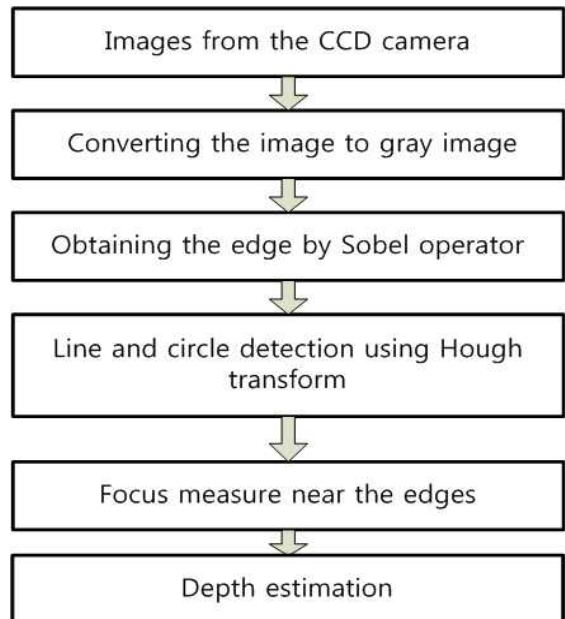 Images from the CCD camera
Converting the image to gray image
Obtaining the edge by Sobel operator
Line and circle detection using Hough
transform
Focus measure near the edges
Depth estimation